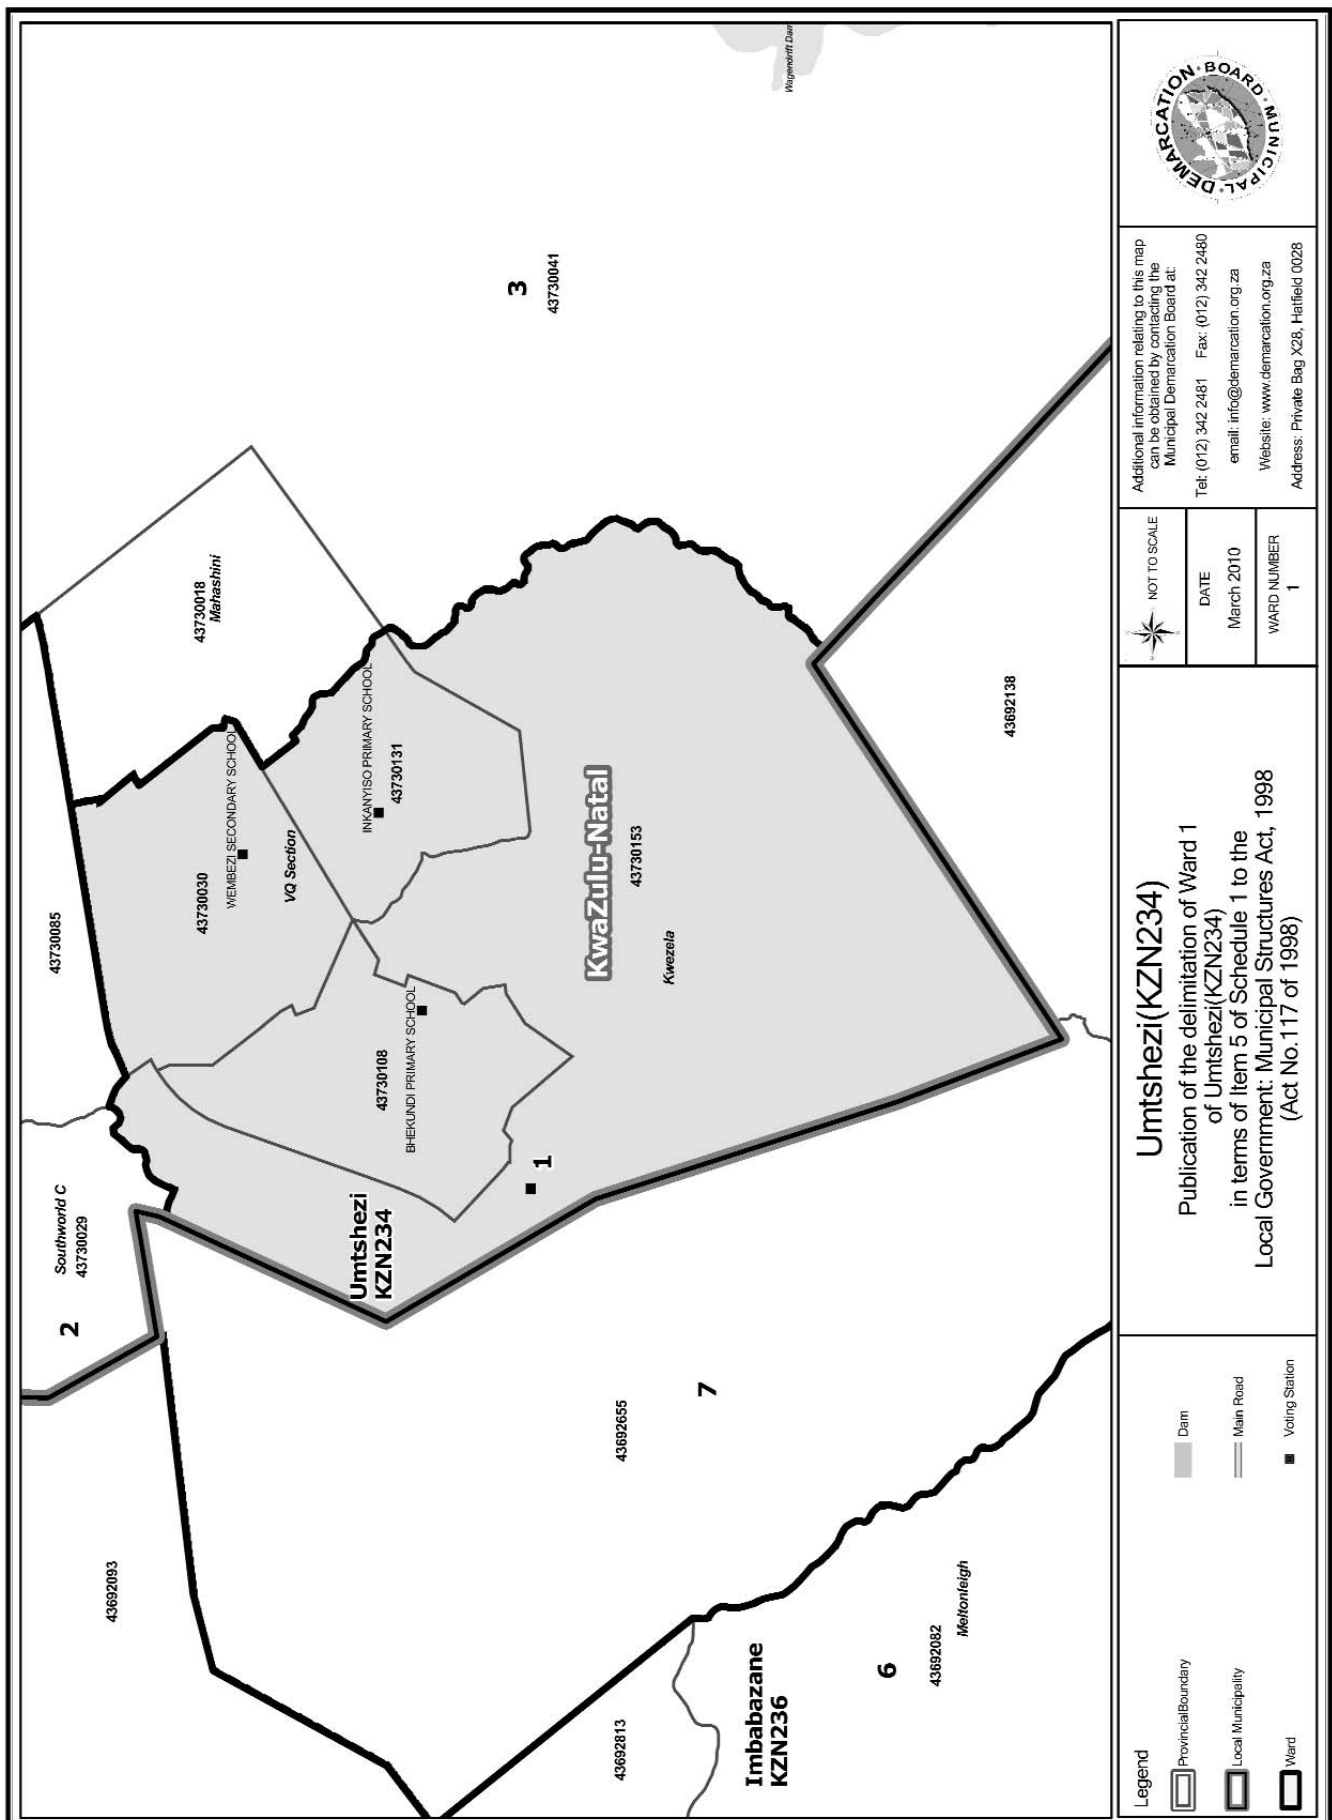 Wagendrift Dam
3
43730041
43730018
Mahashini
43730085
43730030
WEMBEZI SECONDARY SCHOOL
VQ Section
INKANYISO PRIMARY SCHOOL
43730131
KwaZulu-Natal
43730153
Kwezela
43692138
43730108
BHEKUNDI PRIMARY SCHOOL
1
Umtshezi
KZN234
Southworld C
43730029
2
43692655
7
43692093
43692813
Imbabazane
KZN236
6
43692082
Meltonleigh
Legend
ProvincialBoundary
Local Municipality
Ward
Dam
Main Road
Voting Station
Umtshezi(KZN234)
Publication of the delimitation of Ward 1
of Umtshezi(KZN234)
in terms of Item 5 of Schedule 1 to the
Local Government: Municipal Structures Act, 1998
(Act No.117 of 1998)
NOT TO SCALE
DATE
March 2010
WARD NUMBER
1
Additional information relating to this map
can be obtained by contacting the
Municipal Demarcation Board at:
Tel: (012) 342 2481 Fax: (012) 342 2480
email: info@demarcation.org.za
Website: www.demarcation.org.za
Address: Private Bag X28, Hatfield 0028
MUNICIPAL · DEMARCATION · BOARD ·